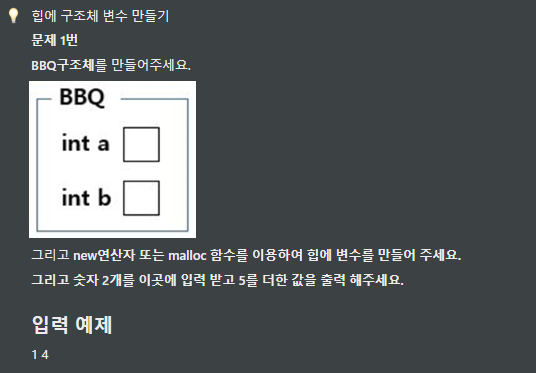 힙에 구조체 변수 만들기
문제 1번
BBQ구조체를 만들어주세요.
BBQ
int a
int b
그리고 new연산자 또는 malloc 함수를 이용하여 힙에 변수를 만들어 주세요.
그리고 숫자 2개를 이곳에 입력 받고 5를 더한 값을 출력 해주세요.
입력 예제
1 4